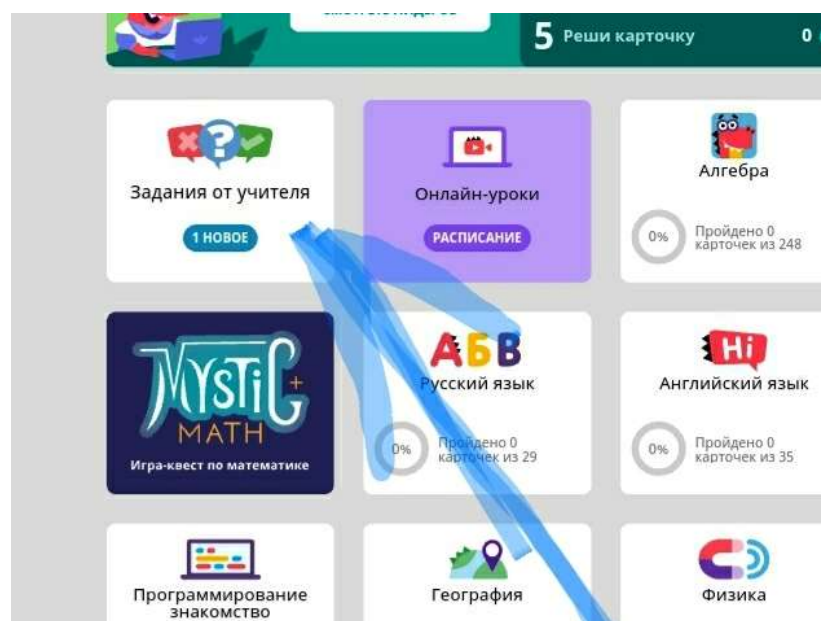 5 Реши карточку 0
Задания от учителя
1 НОВОЕ
Онлайн-уроки
РАСПИСАНИЕ
Алгебра
0% Пройдено 0
карточек из 248
MYSTIC+
MATH
Игра-квест по математике
АБВ
Русский язык
0% Пройдено 0
карточек из 29
Hi
Английский язык
0% Пройдено 0
карточек из 35
Программирование
знакомство
География
Физика